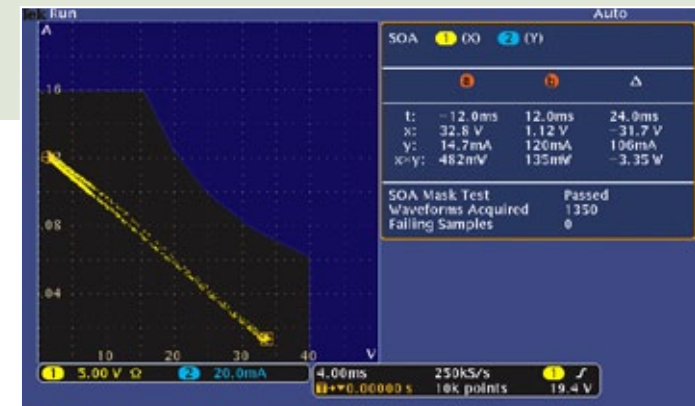 Tek Run Auto
A
.16
.12
.08
.04
10 20 30 40 V
SOA 1 (X) 2 (Y)
a b Δ
t: -12.0ms 12.0ms 24.0ms
x: 32.8 V 1.12 V -31.7 V
y: 14.7mA 120mA 106mA
x×y: 482mW 135mW -3.35 W
SOA Mask Test Passed
Waveforms Acquired 1350
Failing Samples 0
1 5.00 V Ω 2 20.0mA
4.00ms 250kS/s 1
0.00000 s 10k points 19.4 V